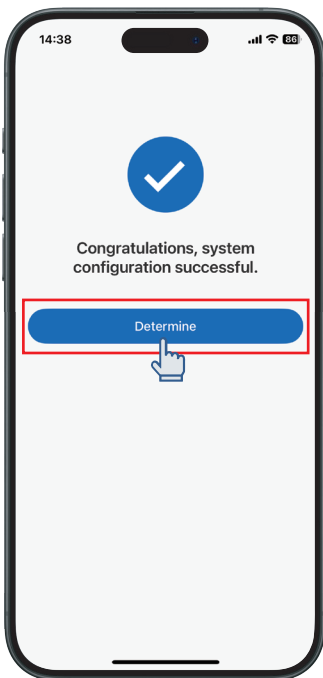 14:38
86
Congratulations, system
configuration successful.
Determine